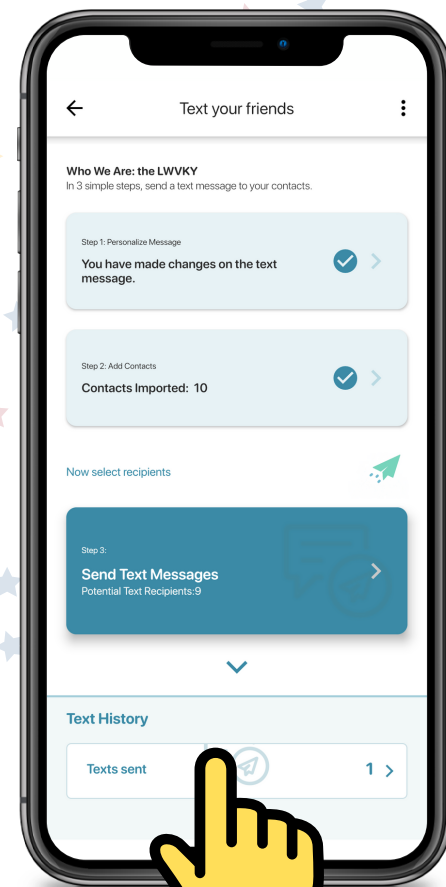 Text your friends
Who We Are: the LWVKY
In 3 simple steps, send a text message to your contacts.
Step 1: Personalize Message
You have made changes on the text
message.
Step 2: Add Contacts
Contacts Imported: 10
Now select recipients
Step 3:
Send Text Messages
Potential Text Recipients:9
Text History
Texts sent
1